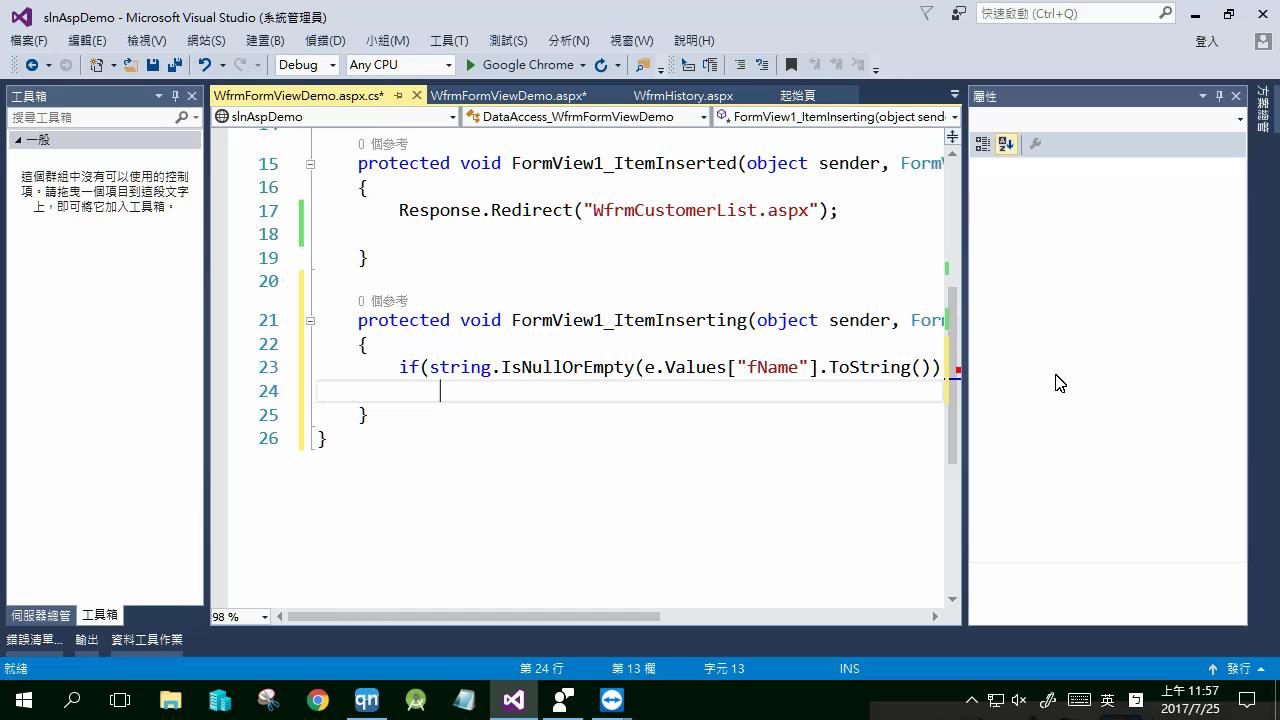 slnAspDemo - Microsoft Visual Studio (系統管理員)
快速啟動 (Ctrl+Q)
檔案(F) 編輯(E) 檢視(V) 網站(S) 建置(B) 偵錯(D) 小組(M) 工具(T) 測試(S) 分析(N) 視窗(W) 說明(H)
登入
Debug Any CPU Google Chrome
工具箱
WfrmFormViewDemo.aspx.cs* WfrmFormViewDemo.aspx* WfrmHistory.aspx 起始頁
屬性
方案總管
搜尋工具箱
slnAspDemo DataAccess_WfrmFormViewDemo FormView1_ItemInserting(object send
一般
這個群組中沒有可以使用的控制
項。請拖曳一個項目到這段文字
上，即可將它加入工具箱。
14
0 個參考
15 protected void FormView1_ItemInserted(object sender, FormV
16 {
17 Response.Redirect("WfrmCustomerList.aspx");
18
19 }
20
0 個參考
21 protected void FormView1_ItemInserting(object sender, For
22 {
23 if(string.IsNullOrEmpty(e.Values["fName"].ToString())
24
25 }
26 }
98 %
伺服器總管 工具箱
錯誤清單... 輸出 資料工具作業
就緒 第 24 行 第 13 欄 字元 13 INS 發行
qn
英
上午 11:57
2017/7/25